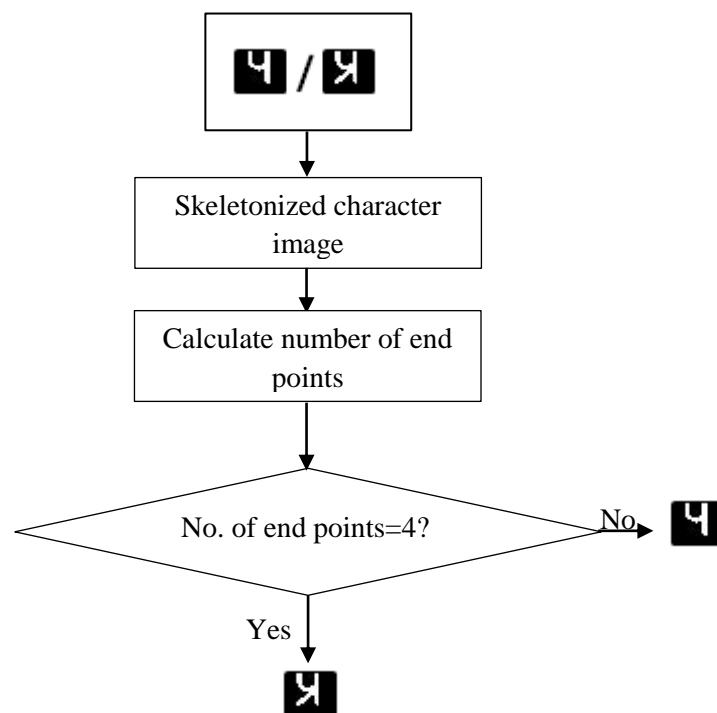 /
Skeletonized character
image
Calculate number of end
points
No. of end points=4?
No
Yes